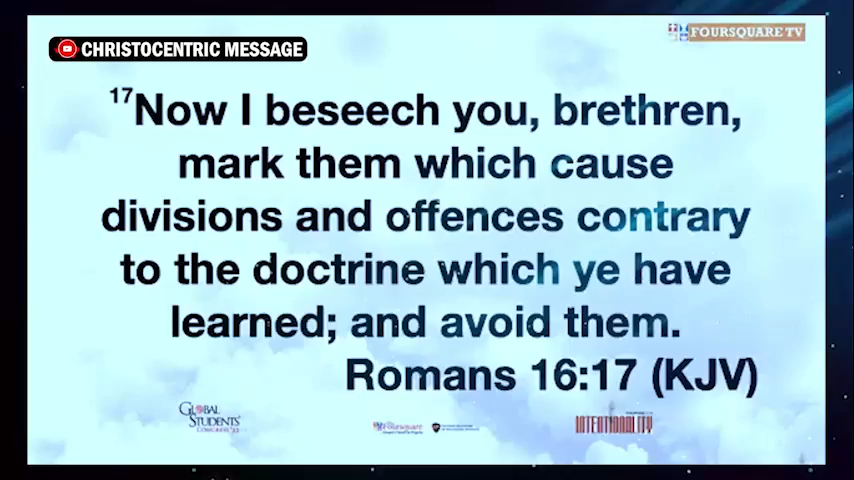 CHRISTOCENTRIC MESSAGE
FOURSQUARE TV
17Now I beseech you, brethren,
mark them which cause
divisions and offences contrary
to the doctrine which ye have
learned; and avoid them.
Romans 16:17 (KJV)
GLOBAL
STUDENTS'
Foursquare
INTENTIONALITY